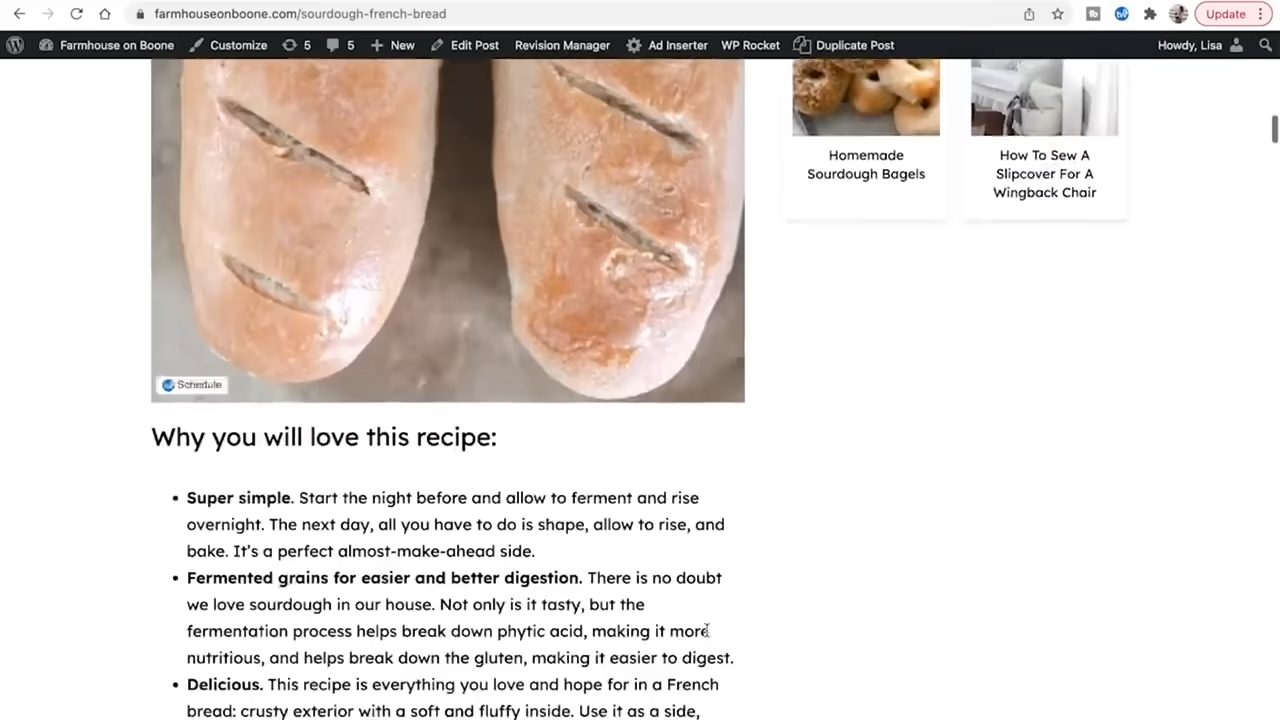 farmhouseonboone.com/sourdough-french-bread
Update
Farmhouse on Boone
Customize
5
5
New
Edit Post
Revision Manager
Ad Inserter
WP Rocket
Duplicate Post
Howdy, Lisa
Homemade
Sourdough Bagels
How To Sew A
Slipcover For A
Wingback Chair
Schedule
Why you will love this recipe:
• Super simple. Start the night before and allow to ferment and rise
overnight. The next day, all you have to do is shape, allow to rise, and
bake. It's a perfect almost-make-ahead side.
• Fermented grains for easier and better digestion. There is no doubt
we love sourdough in our house. Not only is it tasty, but the
fermentation process helps break down phytic acid, making it more
nutritious, and helps break down the gluten, making it easier to digest.
• Delicious. This recipe is everything you love and hope for in a French
bread: crusty exterior with a soft and fluffy inside. Use it as a side,